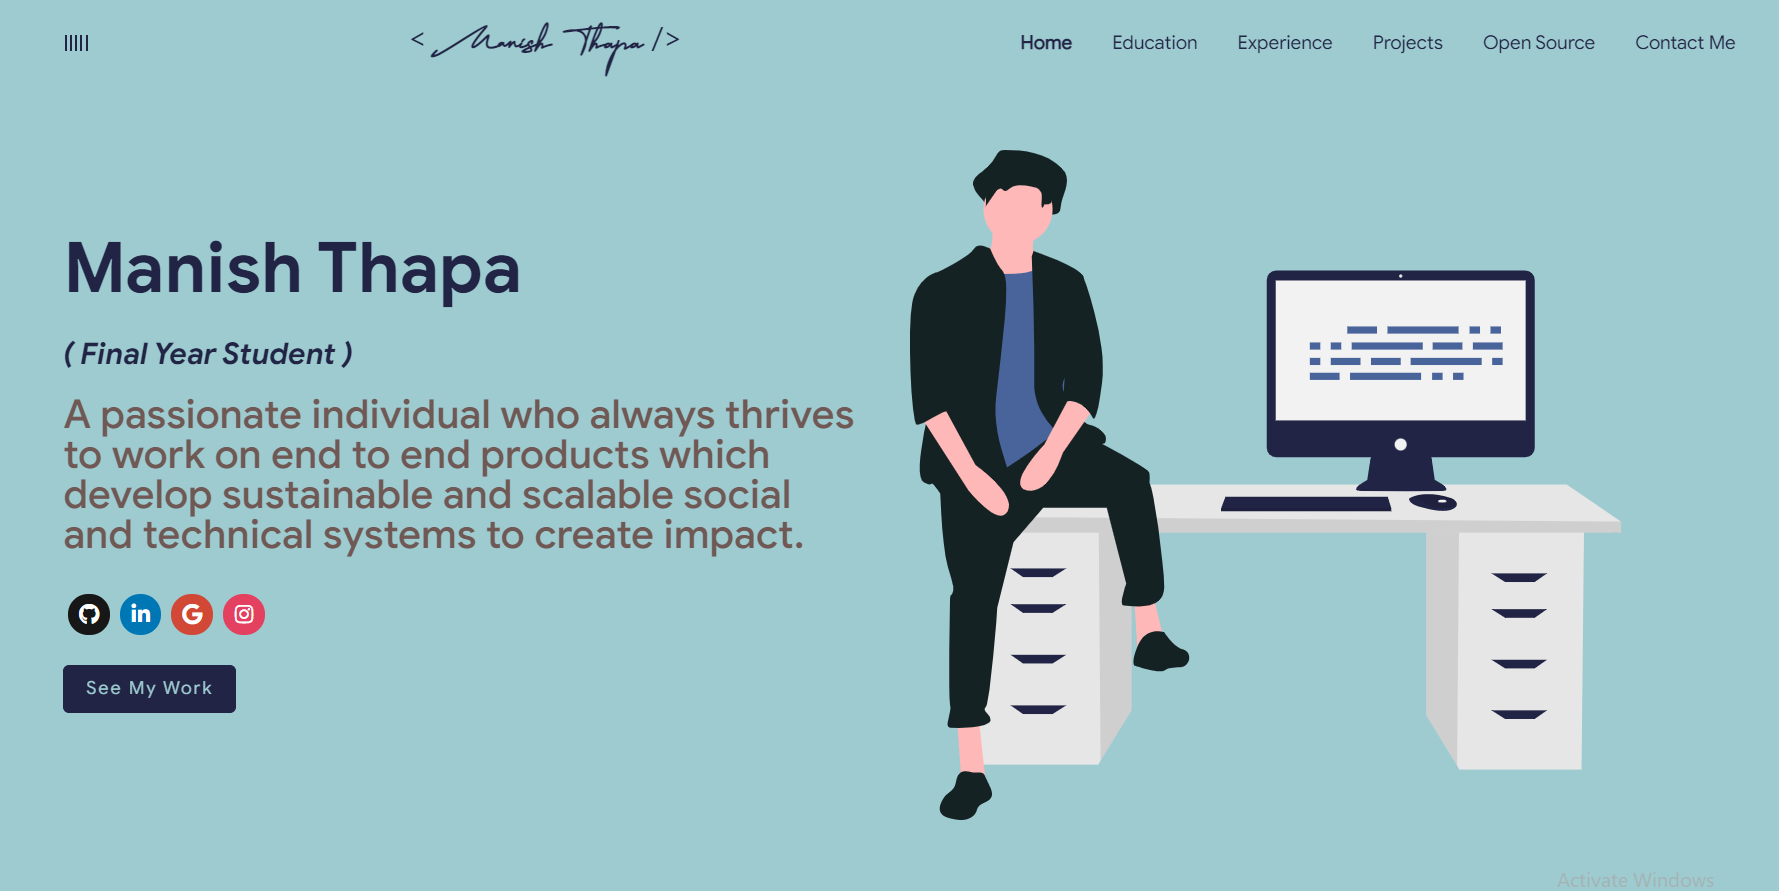 < Manish Thapa />
Home Education Experience Projects Open Source Contact Me
Manish Thapa
( Final Year Student )
A passionate individual who always thrives
to work on end to end products which
develop sustainable and scalable social
and technical systems to create impact.
in G
See My Work
Activate Windows